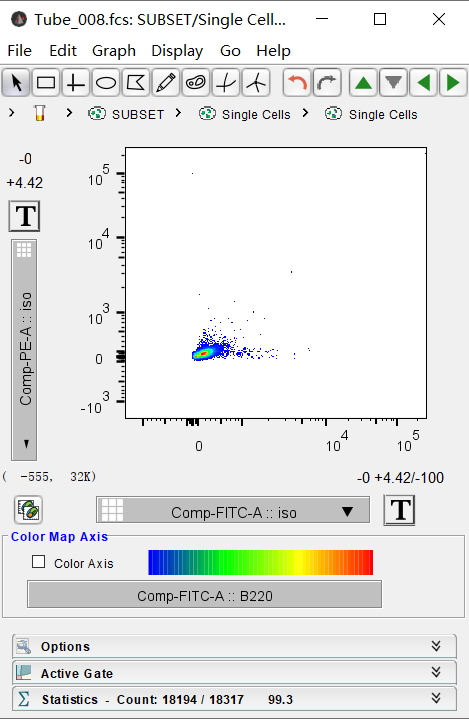 Tube_008.fcs: SUBSET/Single Cell...
File Edit Graph Display Go Help
> > SUBSET > Single Cells > Single Cells
-0
+4.42
T
Comp-PE-A :: iso
10^5
10^4
10^3
0
-10^3
0 10^4 10^5
( -555, 32K)
-0 +4.42/-100
Comp-FITC-A :: iso
T
Color Map Axis
Color Axis
Comp-FITC-A :: B220
Options
Active Gate
Σ Statistics - Count: 18194 / 18317 99.3